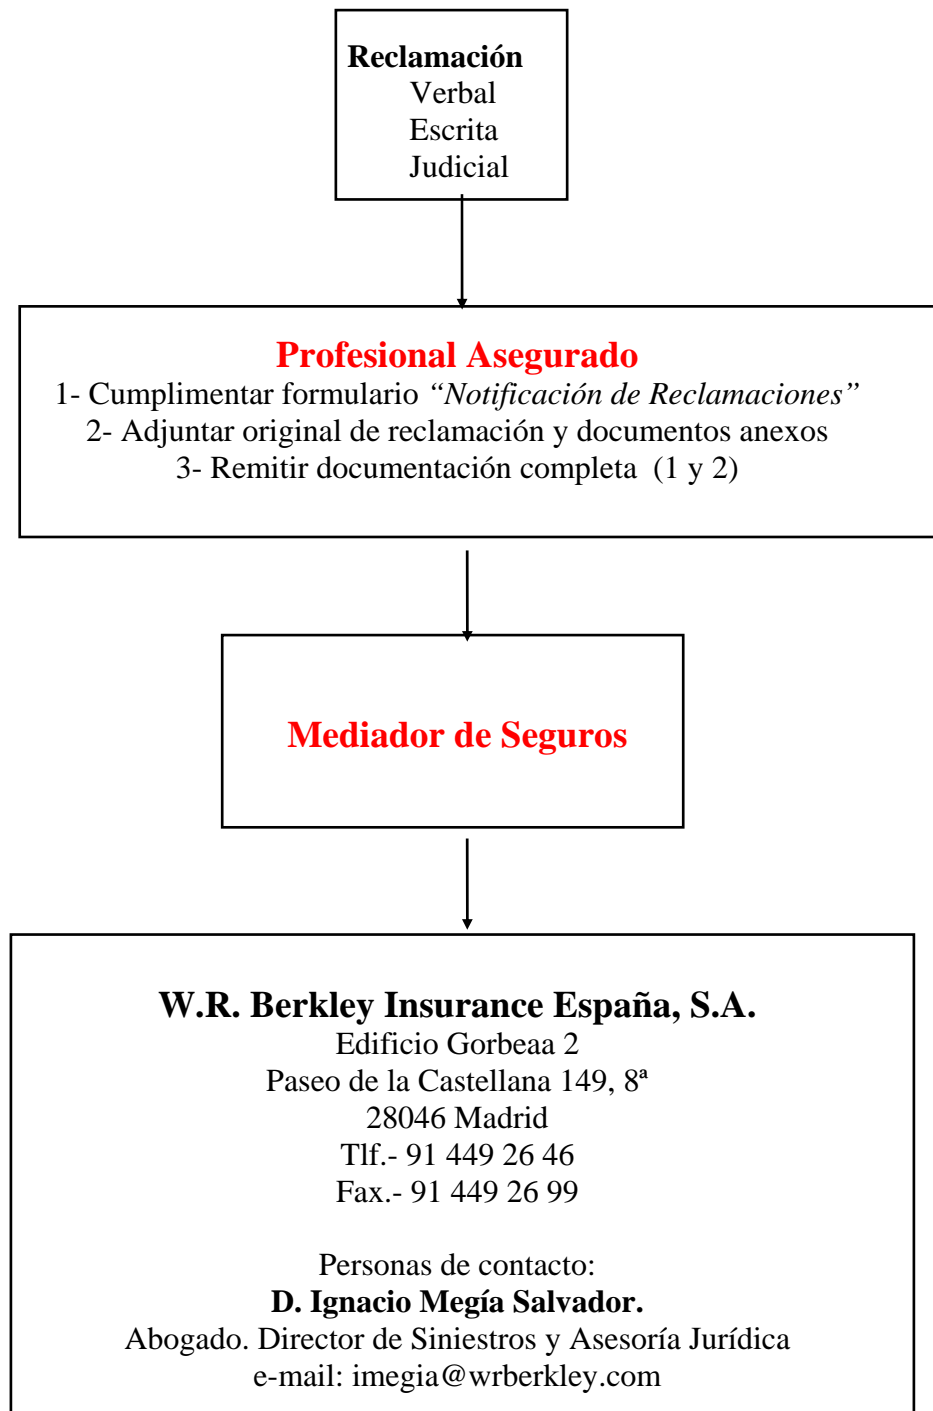 Reclamación
Verbal
Escrita
Judicial
Profesional Asegurado
1- Cumplimentar formulario “Notificación de Reclamaciones”
2- Adjuntar original de reclamación y documentos anexos
3- Remitir documentación completa (1 y 2)
Mediador de Seguros
W.R. Berkley Insurance España, S.A.
Edificio Gorbeaa 2
Paseo de la Castellana 149, 8ª
28046 Madrid
Tlf.- 91 449 26 46
Fax.- 91 449 26 99
Personas de contacto:
D. Ignacio Megía Salvador.
Abogado. Director de Siniestros y Asesoría Jurídica
e-mail: imegia@wrberkley.com